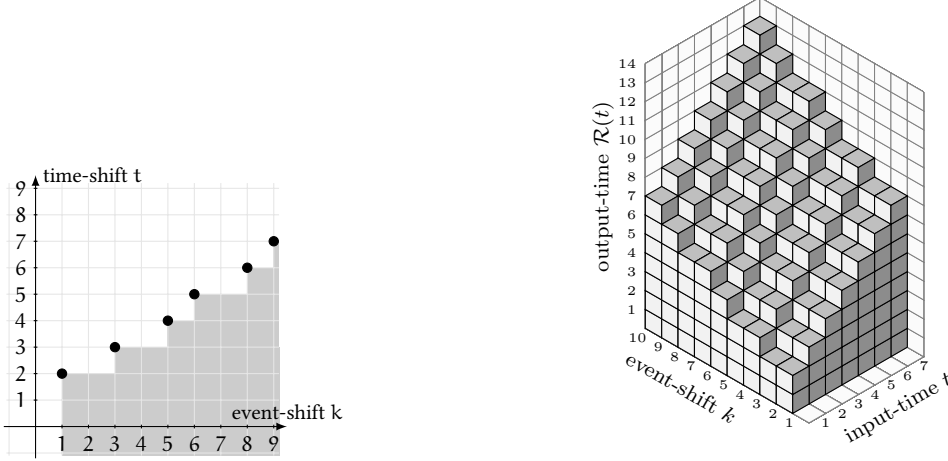 time-shift t
9
8
7
6
5
4
3
2
1
event-shift k
1 2 3 4 5 6 7 8 9
output-time R(t)
14
13
12
11
10
9
8
7
6
5
4
3
2
1
10 9 8 7 6 5 4 3 2 1
event-shift k
1 2 3 4 5 6 7
input-time t